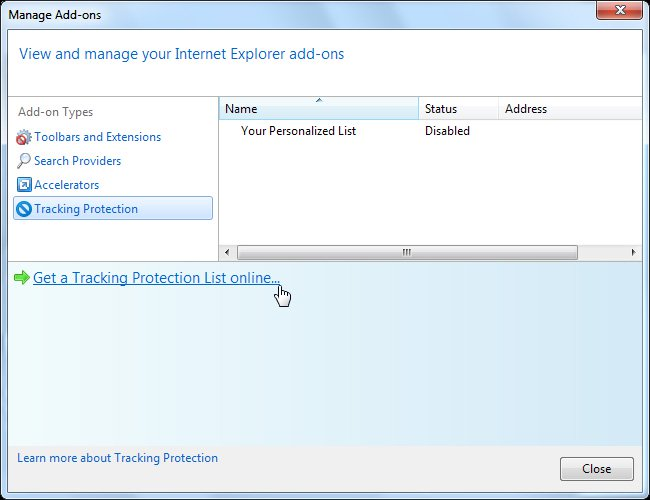 Manage Add-ons
View and manage your Internet Explorer add-ons
Add-on Types
Toolbars and Extensions
Search Providers
Accelerators
Tracking Protection
Name Status Address
Your Personalized List Disabled
Get a Tracking Protection List online...
Learn more about Tracking Protection
Close